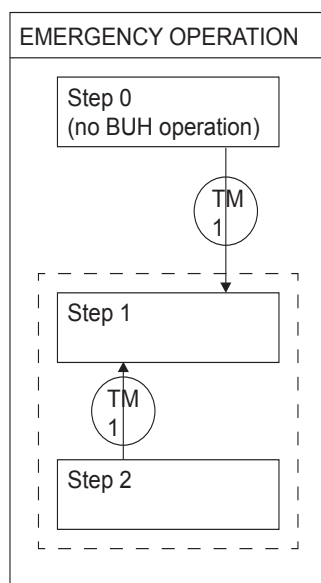 EMERGENCY OPERATION
Step 0
(no BUH operation)
TM
1
Step 1
TM
1
Step 2